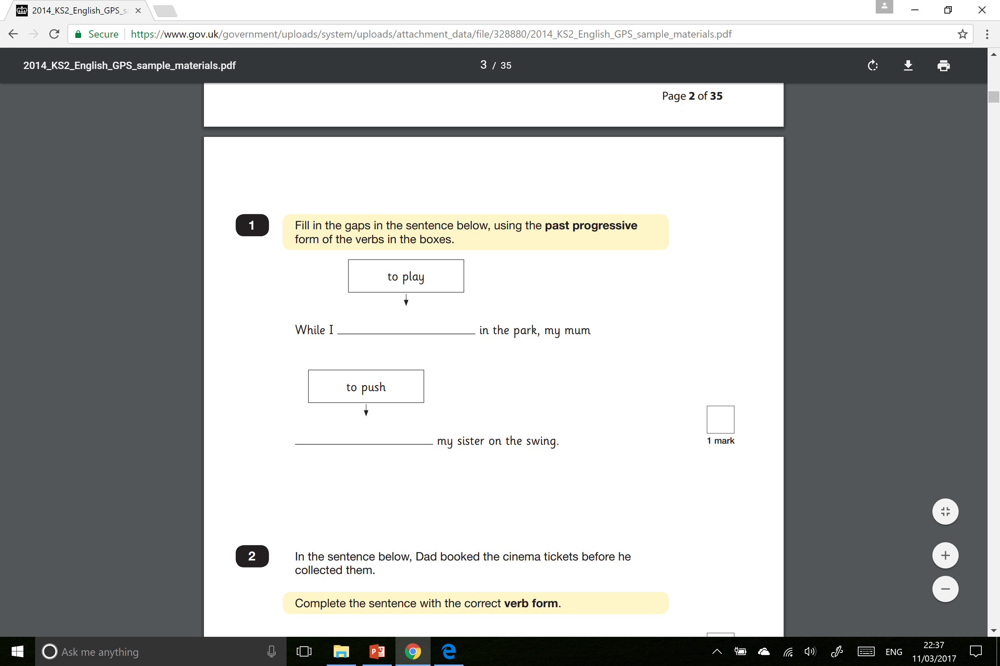 2014_KS2_English_GPS_s
Secure https://www.gov.uk/government/uploads/system/uploads/attachment_data/file/328880/2014_KS2_English_GPS_sample_materials.pdf
2014_KS2_English_GPS_sample_materials.pdf 3 / 35
Page 2 of 35
1 Fill in the gaps in the sentence below, using the past progressive
form of the verbs in the boxes.
to play
While I ____ in the park, my mum
to push
____ my sister on the swing.
1 mark
2 In the sentence below, Dad booked the cinema tickets before he
collected them.
Complete the sentence with the correct verb form.
Ask me anything
ENG
22:37
11/03/2017